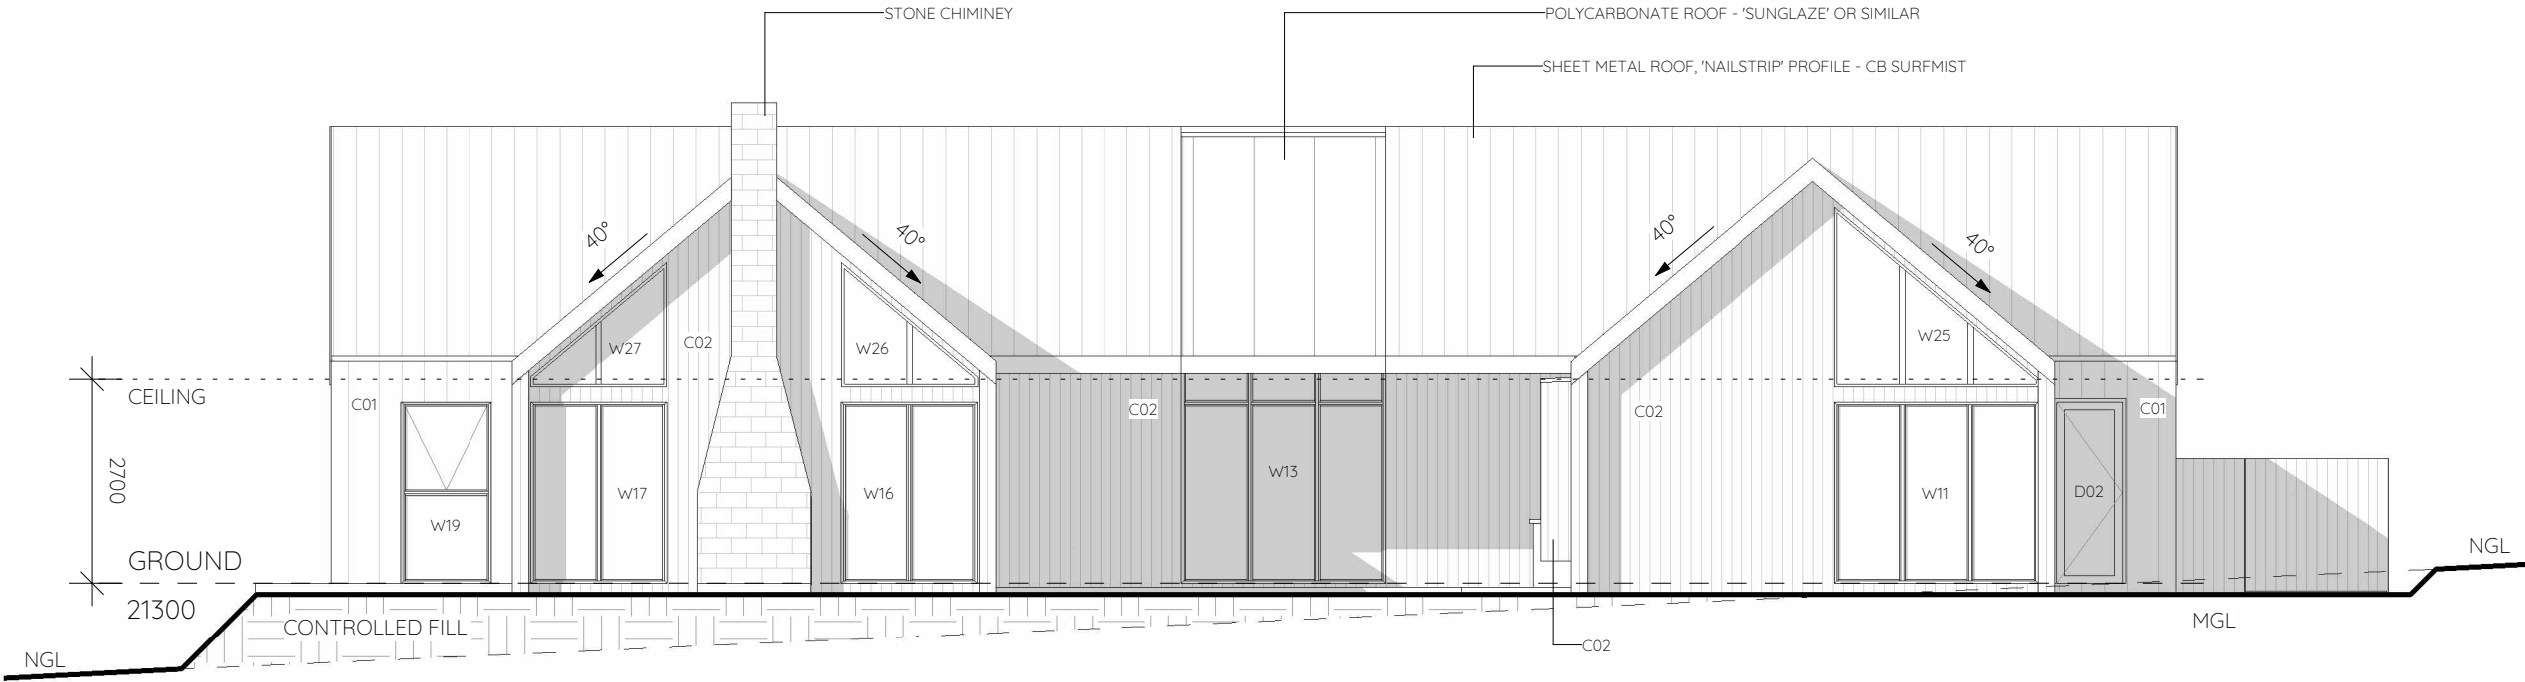 STONE CHIMINEY
POLYCARBONATE ROOF - 'SUNGLAZE' OR SIMILAR
SHEET METAL ROOF, 'NAILSTRIP' PROFILE - CB SURFMIST
40°
40°
40°
40°
W27
C02
W26
W25
CEILING
C01
C02
C02
C01
2700
W19
W17
W16
W13
W11
D02
GROUND
21300
CONTROLLED FILL
NGL
C02
MGL
NGL